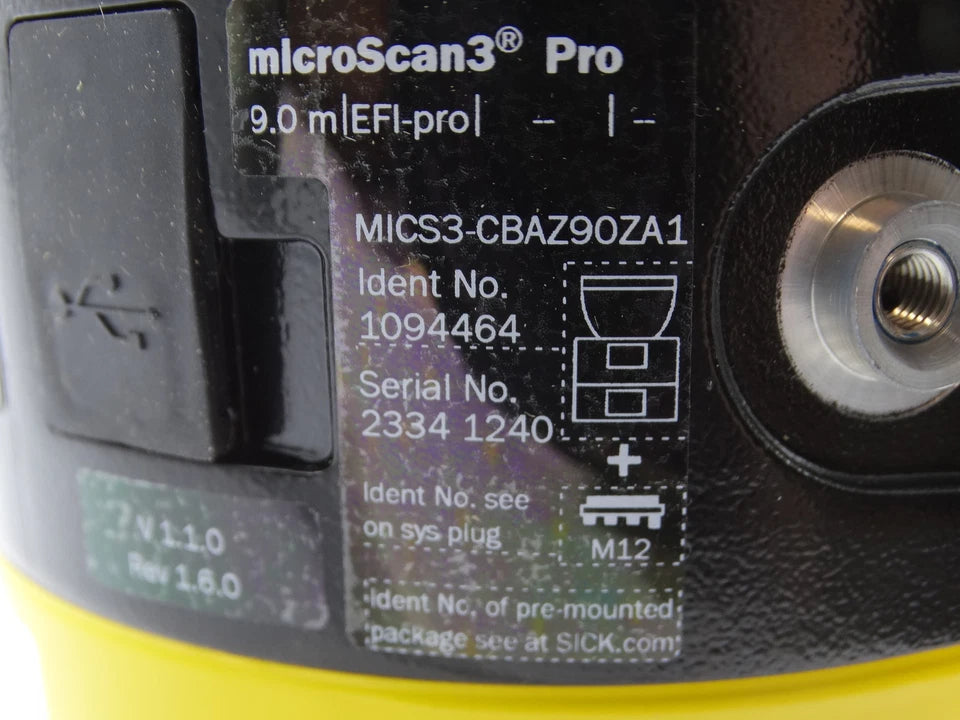 microScan3® Pro
9.0 m|EFI-pro| -- | --
MICS3-CBAZ90ZA1
Ident No.
1094464
Serial No.
2334 1240
Ident No. see
on sys plug
M12
Ident No. of pre-mounted
package see at SICK.com
V 1.1.0
Rev 1.6.0